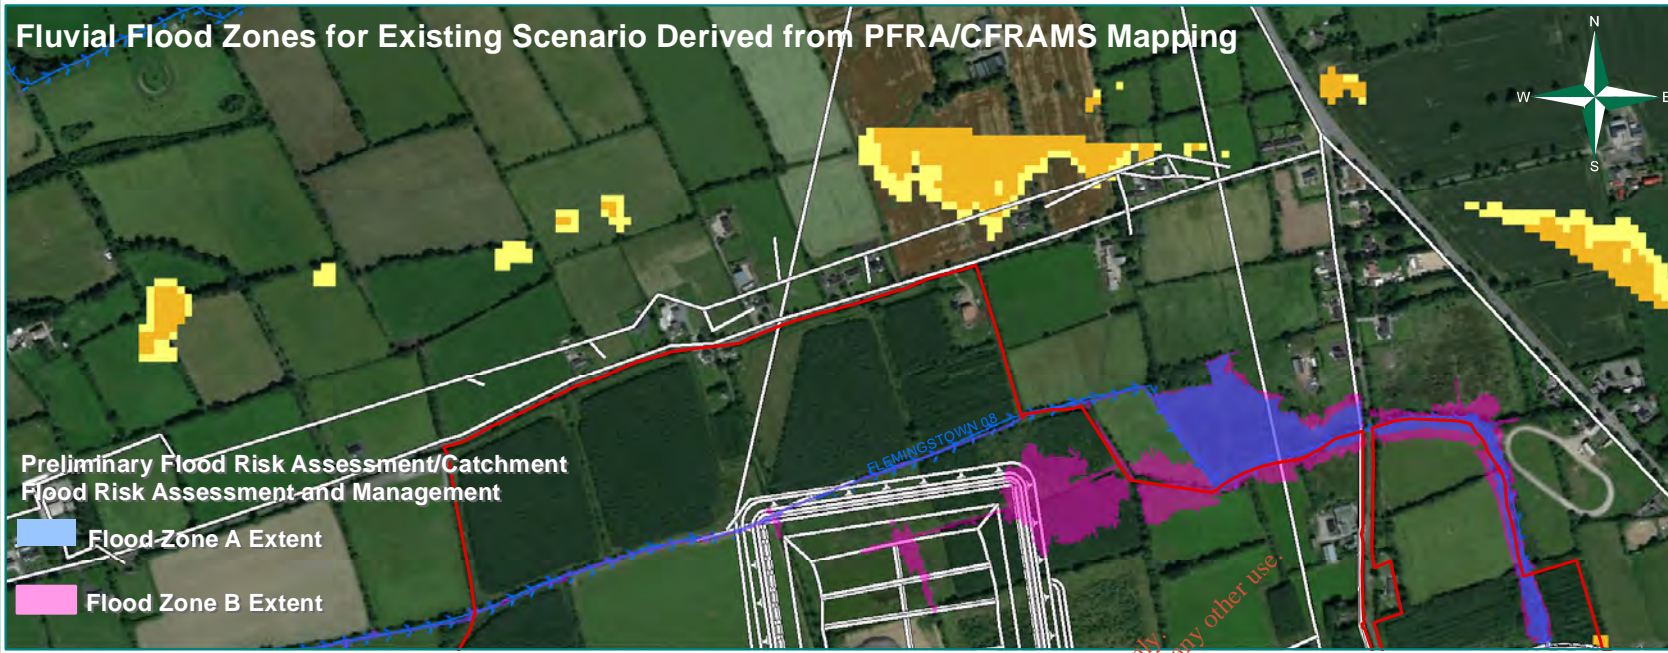 Fluvial Flood Zones for Existing Scenario Derived from PFRA/CFRAMS Mapping
N
W
E
S
FLEMINGSTOWN 08
Preliminary Flood Risk Assessment/Catchment
Flood Risk Assessment and Management
Flood Zone A Extent
Flood Zone B Extent
any other use.